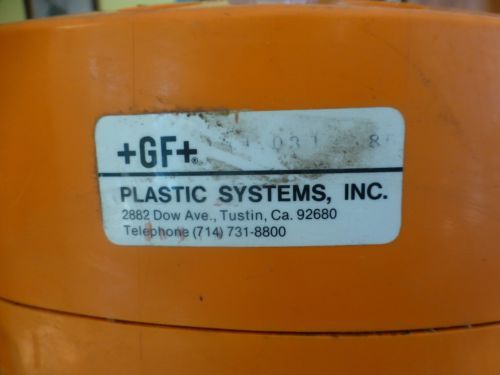 +GF+®
PLASTIC SYSTEMS, INC.
2882 Dow Ave., Tustin, Ca. 92680
Telephone (714) 731-8800